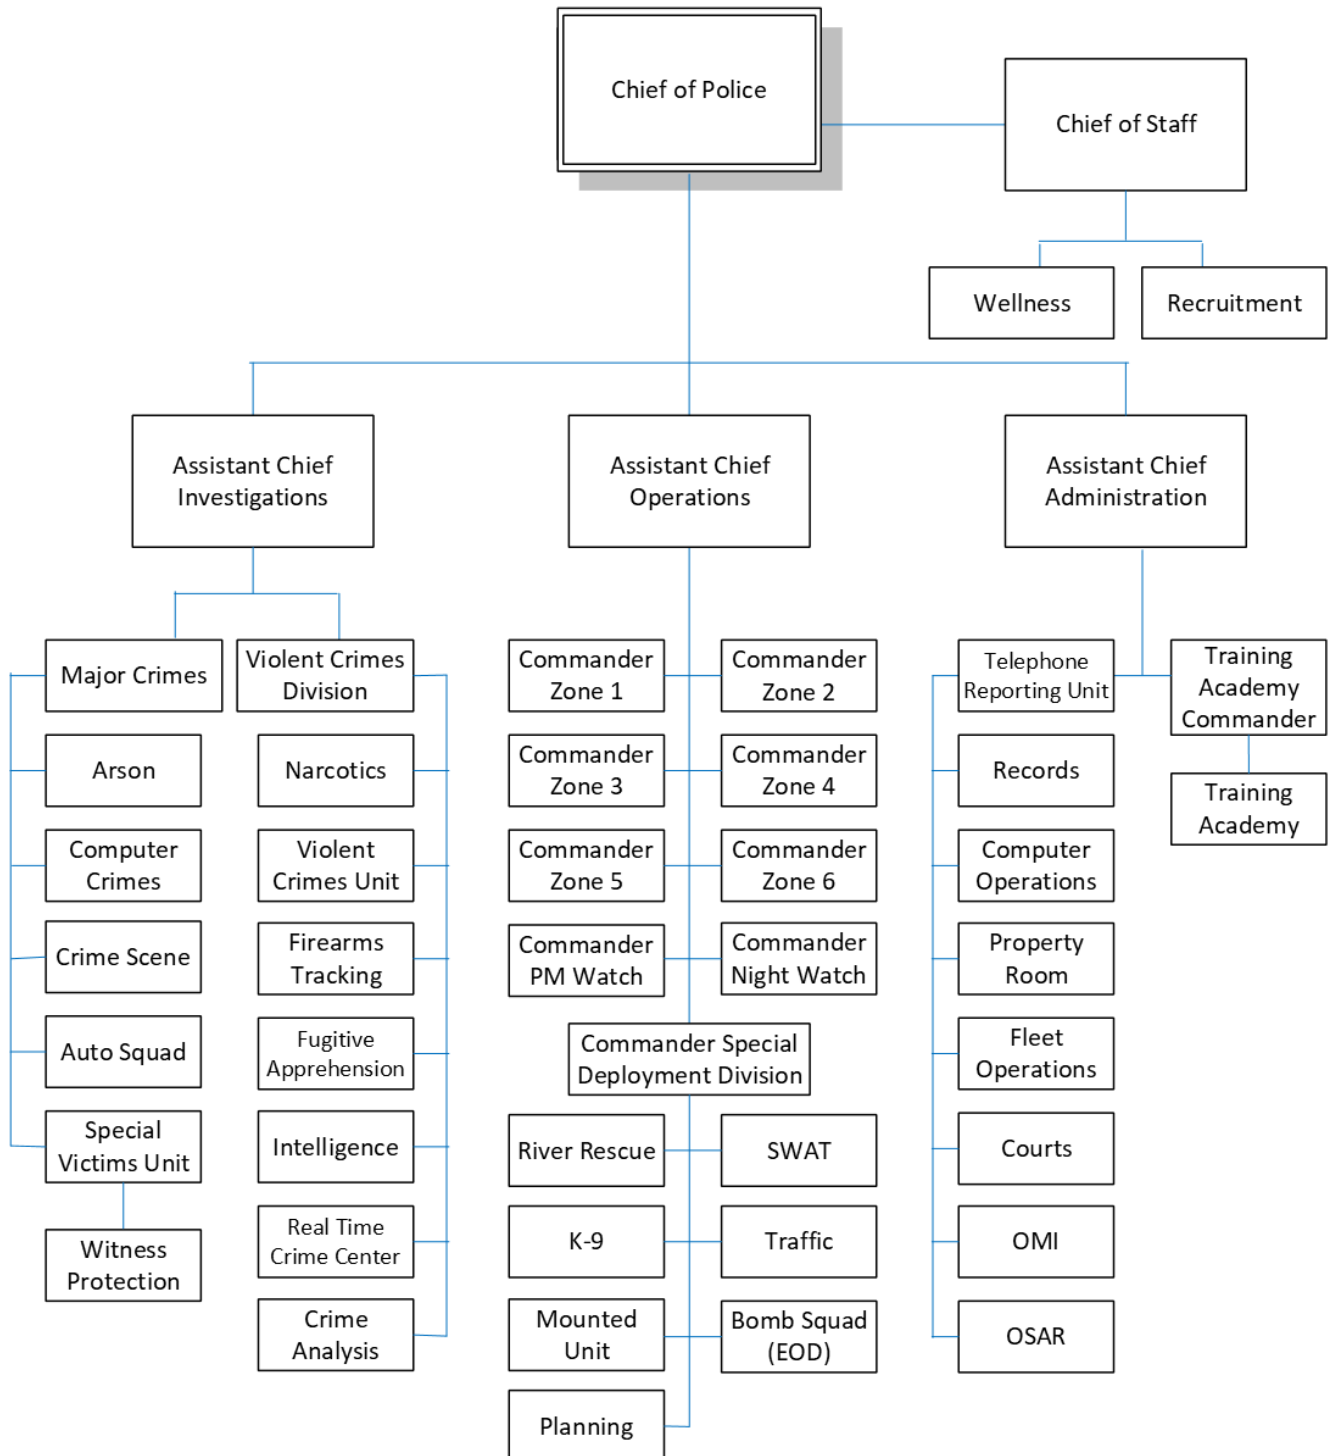 Chief of Police
Chief of Staff
Wellness
Recruitment
Assistant Chief
Investigations
Assistant Chief
Operations
Assistant Chief
Administration
Major Crimes
Arson
Computer
Crimes
Crime Scene
Auto Squad
Special
Victims Unit
Witness
Protection
Violent Crimes
Division
Narcotics
Violent
Crimes Unit
Firearms
Tracking
Fugitive
Apprehension
Intelligence
Real Time
Crime Center
Crime
Analysis
Commander
Zone 1
Commander
Zone 2
Commander
Zone 3
Commander
Zone 4
Commander
Zone 5
Commander
Zone 6
Commander
PM Watch
Commander
Night Watch
Commander Special
Deployment Division
River Rescue
SWAT
K-9
Traffic
Mounted
Unit
Bomb Squad
(EOD)
Planning
Telephone
Reporting Unit
Records
Computer
Operations
Property
Room
Fleet
Operations
Courts
OMI
OSAR
Training
Academy
Commander
Training
Academy